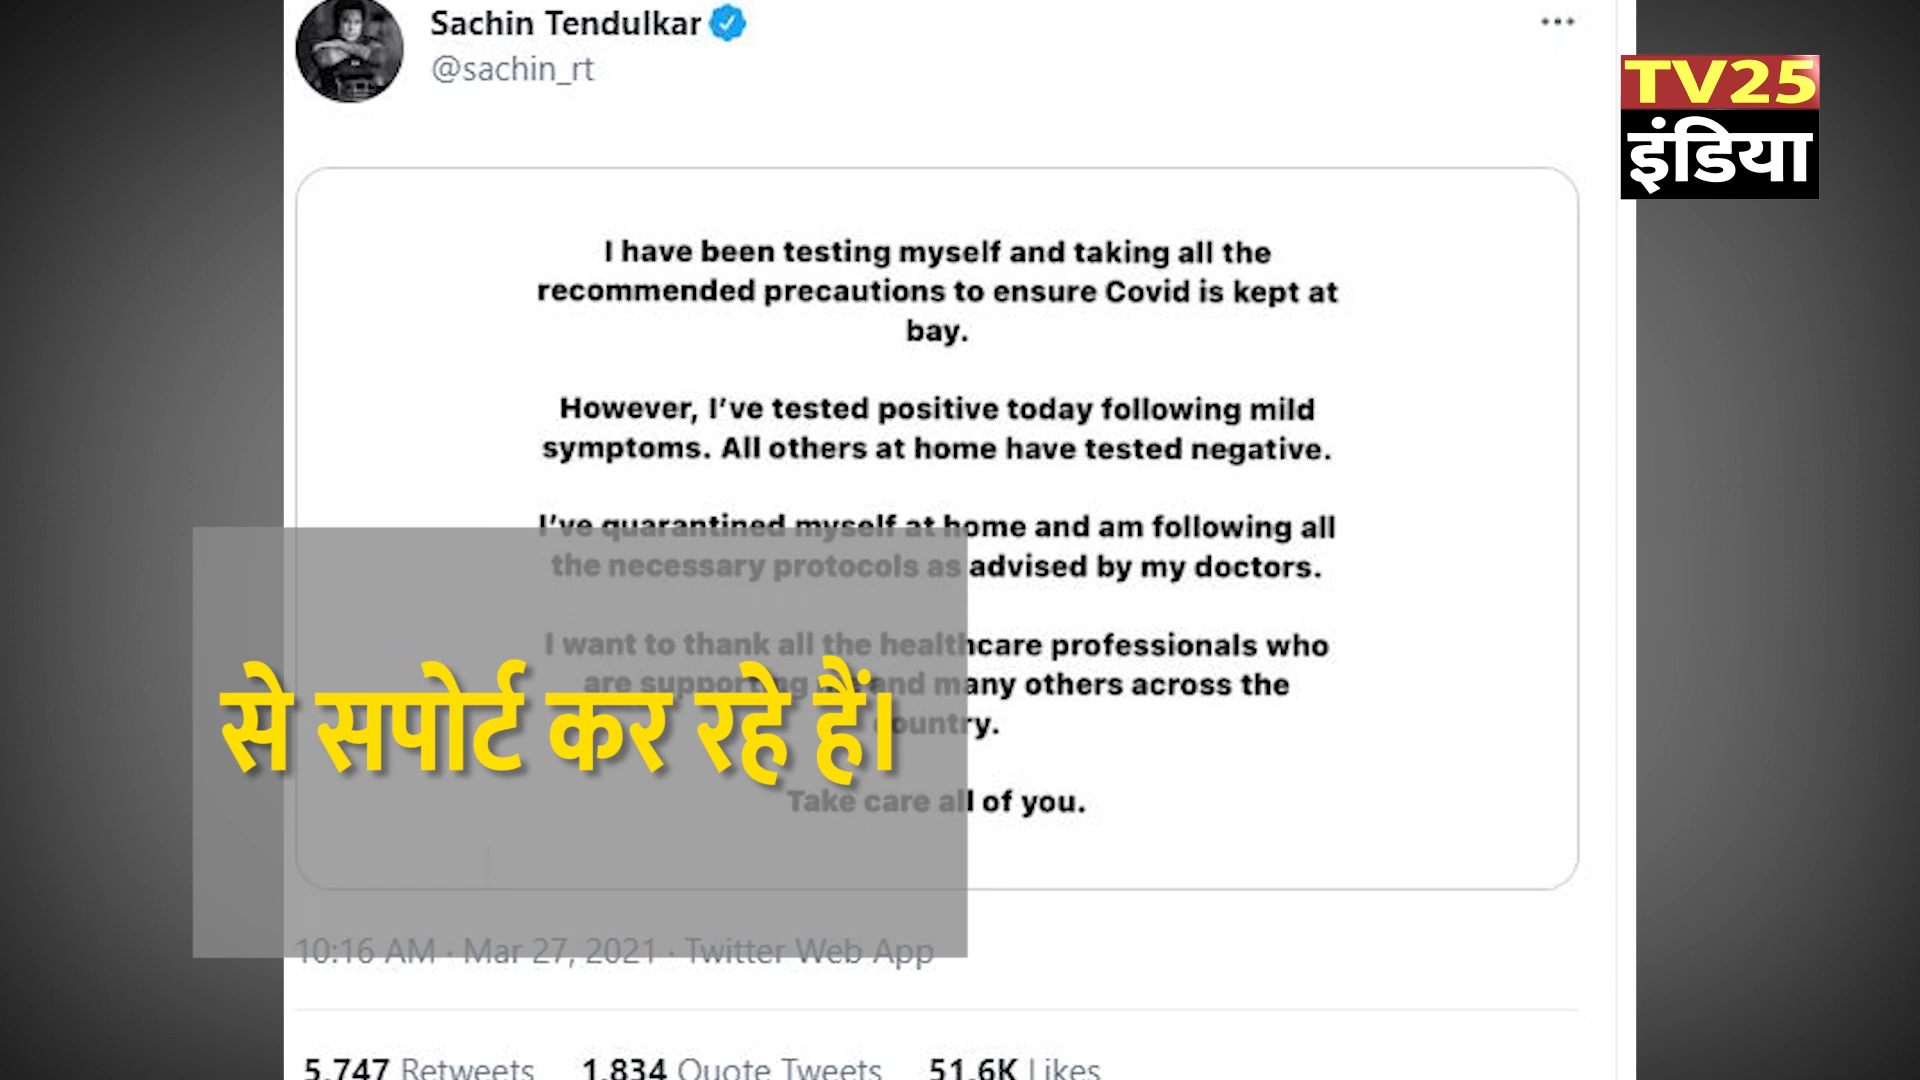 Sachin Tendulkar
@sachin_rt
TV25
इंडिया
I have been testing myself and taking all the
recommended precautions to ensure Covid is kept at
bay.
However, I’ve tested positive today following mild
symptoms. All others at home have tested negative.
I’ve quarantined myself at home and am following all
the necessary protocols as advised by my doctors.
I want to thank all the healthcare professionals who
are supporting and many others across the
country.
से सपोर्ट कर रहे हैं।
Take care all of you.
10:16 AM · Mar 27, 2021 · Twitter Web App
5,747 Retweets 1,834 Quote Tweets 51.6K Likes